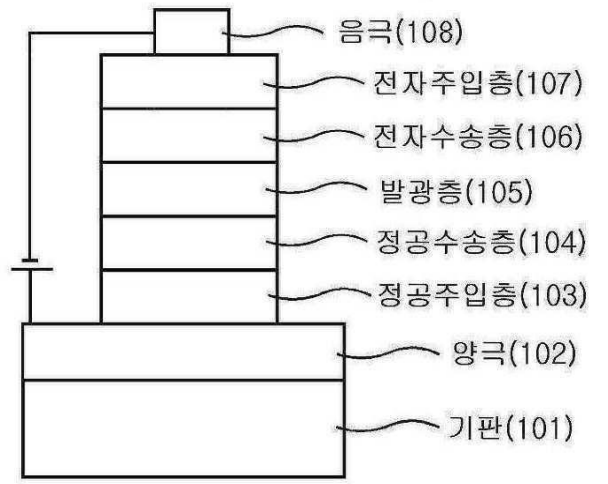 음극(108)
전자주입층(107)
전자수송층(106)
발광층(105)
정공수송층(104)
정공주입층(103)
양극(102)
기판(101)